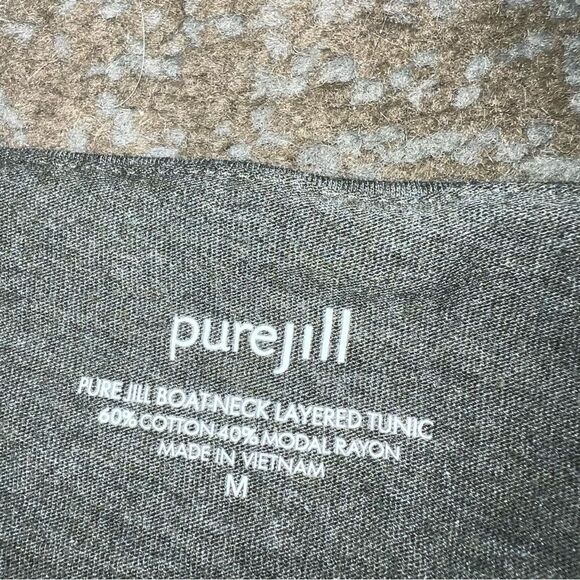 purejill
PURE JILL BOAT-NECK LAYERED TUNIC
60% COTTON 40% MODAL RAYON
MADE IN VIETNAM
M